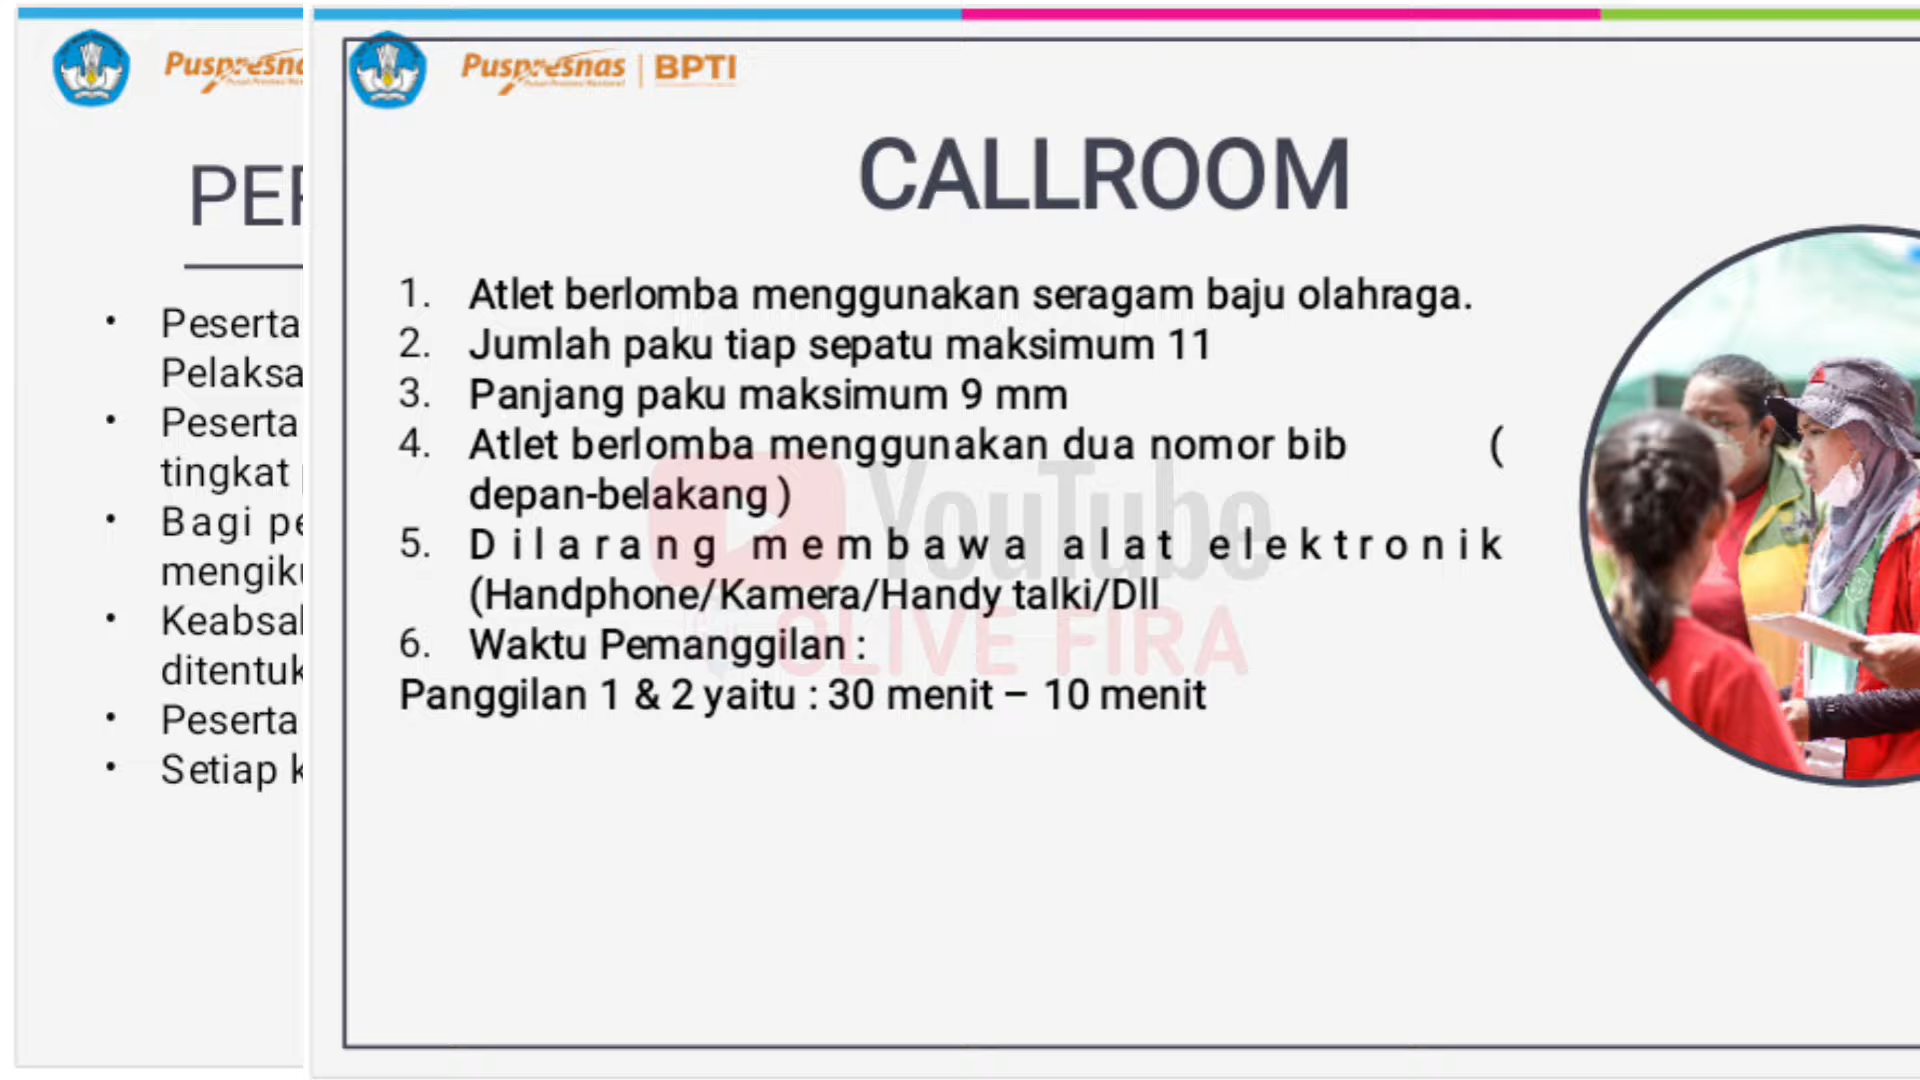 Puspresnas
PE
Peserta
Pelaksa
Peserta
tingkat
Bagi pe
mengiku
Keabsa
ditentuk
Peserta
Setiap k
Puspresnas | BPTI
CALLROOM
1. Atlet berlomba menggunakan seragam baju olahraga.
2. Jumlah paku tiap sepatu maksimum 11
3. Panjang paku maksimum 9 mm
4. Atlet berlomba menggunakan dua nomor bib (
depan-belakang )
5. Dilarang membawa alat elektronik
(Handphone/Kamera/Handy talki/Dll
6. Waktu Pemanggilan :
Panggilan 1 & 2 yaitu : 30 menit – 10 menit
YouTube
OLIVE FIRA